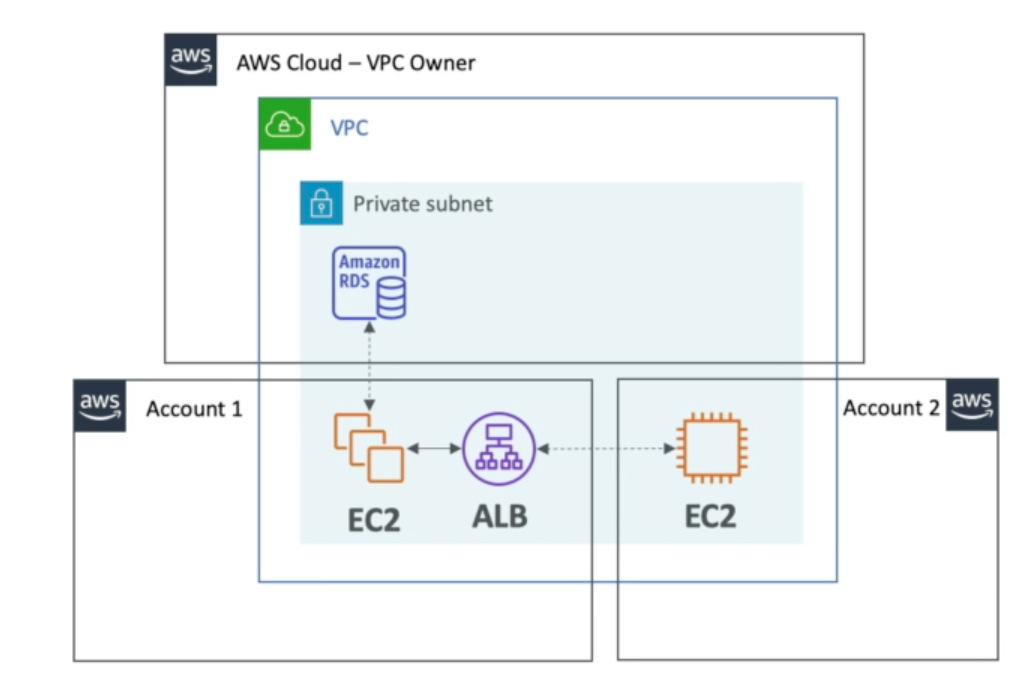 aws
AWS Cloud – VPC Owner
VPC
Private subnet
Amazon
RDS
aws
Account 1
Account 2
aws
EC2
ALB
EC2